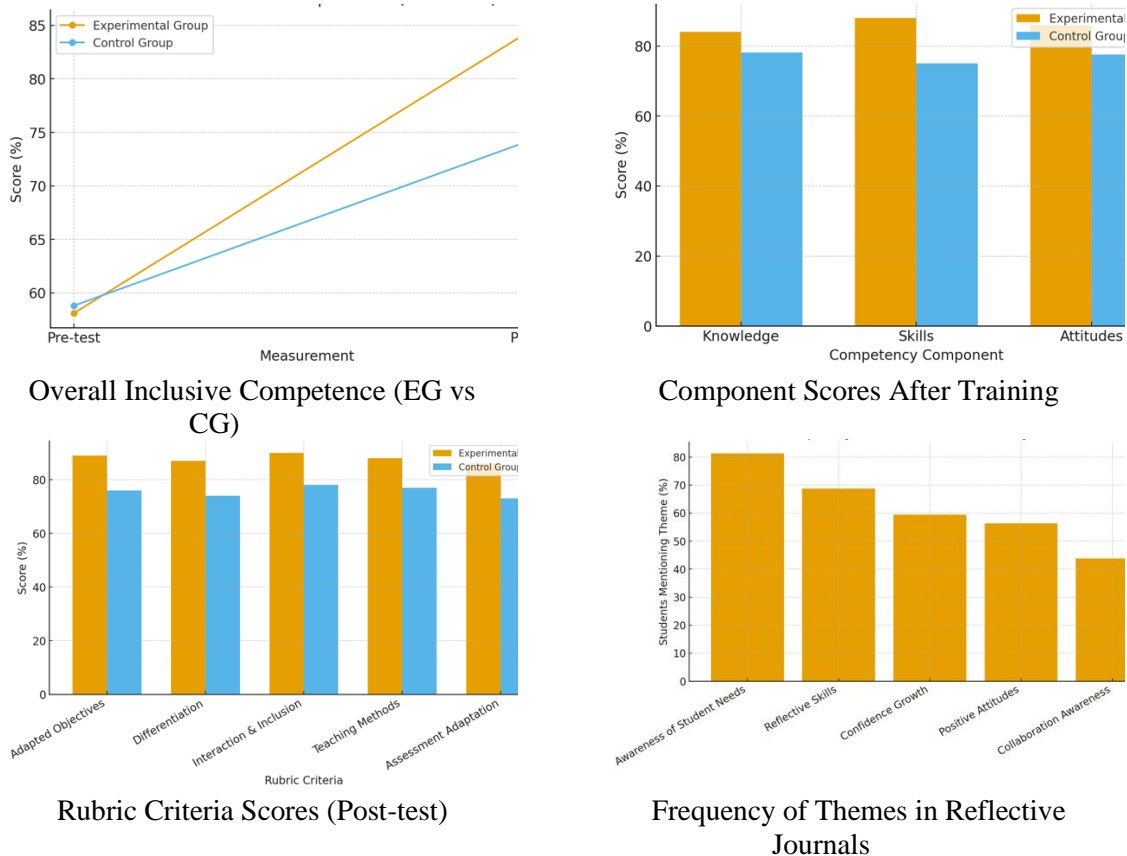 85
80
75
70
65
60
Score (%)
Experimental Group
Control Group
Pre-test
P
Measurement
Overall Inclusive Competence (EG vs
CG)
80
60
40
20
0
Score (%)
Experimental
Control Group
Knowledge
Skills
Attitudes
Competency Component
Component Scores After Training
80
60
40
20
0
Score (%)
Experimental
Control Group
Adapted Objectives
Differentiation
Interaction & Inclusion
Teaching Methods
Assessment Adaptation
Rubric Criteria
Rubric Criteria Scores (Post-test)
80
70
60
50
40
30
20
10
0
Students Mentioning Theme (%)
Awareness of Student Needs
Reflective Skills
Confidence Growth
Positive Attitudes
Collaboration Awareness
Frequency of Themes in Reflective
Journals